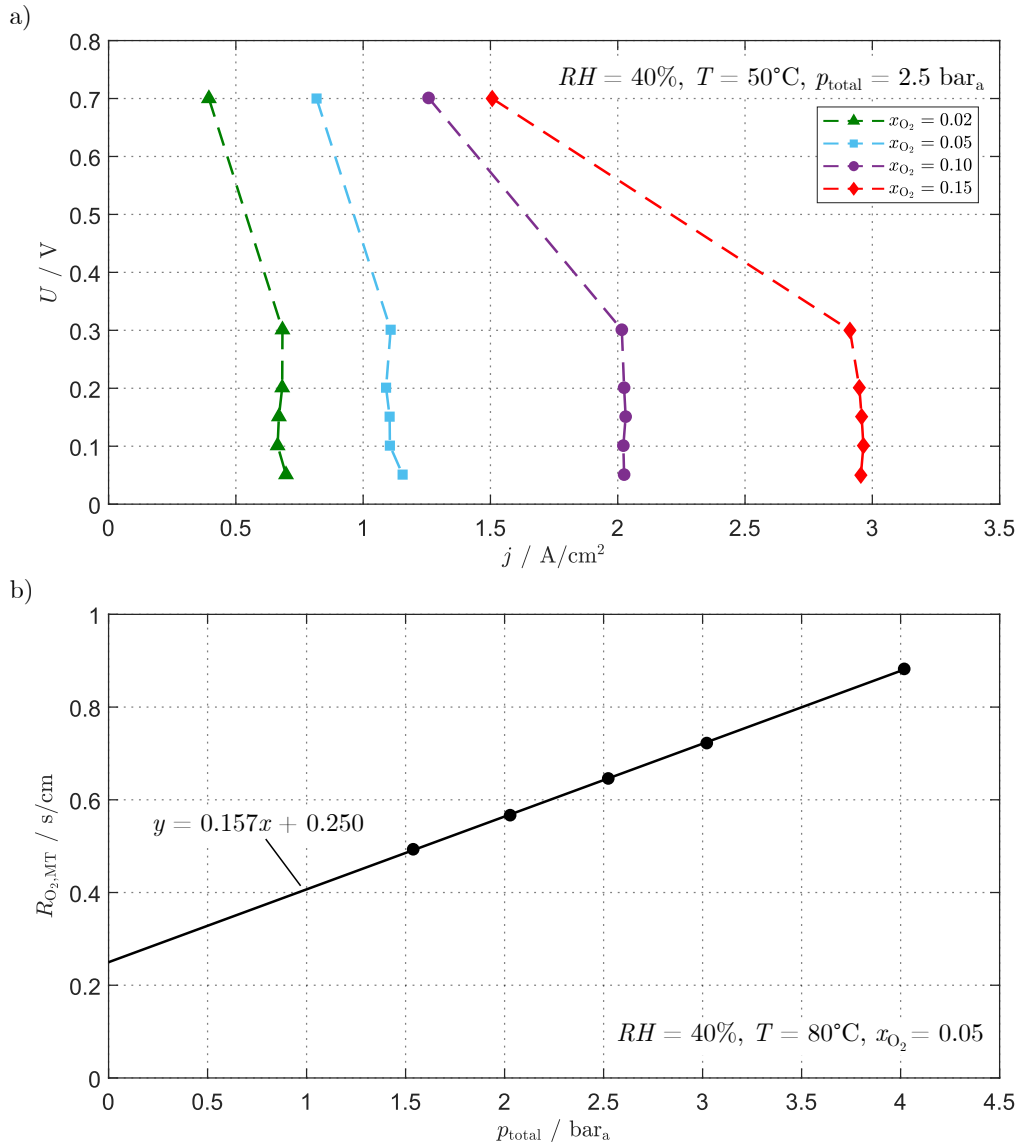 a)
0.8
0.7
0.6
0.5
0.4
0.3
0.2
0.1
0
U / V
RH = 40%, T = 50°C, p_total = 2.5 bar_a
x_O₂ = 0.02
x_O₂ = 0.05
x_O₂ = 0.10
x_O₂ = 0.15
0 0.5 1 1.5 2 2.5 3 3.5
j / A/cm²
b)
1
0.8
0.6
0.4
0.2
0
R_O₂,MT / s/cm
y = 0.157x + 0.250
RH = 40%, T = 80°C, x_O₂ = 0.05
0 0.5 1 1.5 2 2.5 3 3.5 4 4.5
p_total / bar_a